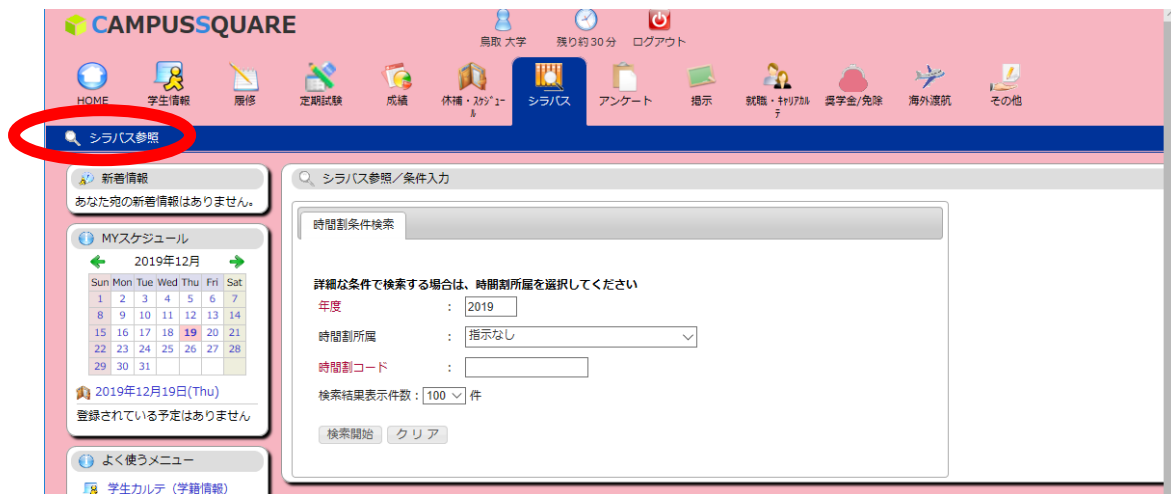 CAMPUSSQUARE
鳥取 大学 残り約30分 ログアウト
HOME 学生情報 履修 定期試験 成績 休補・ｽｹｼﾞｭｰﾙ シラバス アンケート 掲示 就職・ｷｬﾘｱｶﾙﾃ 奨学金/免除 海外渡航 その他
シラバス参照
新着情報
あなた宛の新着情報はありません。
MYスケジュール
2019年12月
Sun Mon Tue Wed Thu Fri Sat
1 2 3 4 5 6 7
8 9 10 11 12 13 14
15 16 17 18 19 20 21
22 23 24 25 26 27 28
29 30 31
2019年12月19日(Thu)
登録されている予定はありません
よく使うメニュー
学生カルテ（学籍情報）
シラバス参照／条件入力
時間割条件検索
詳細な条件で検索する場合は、時間割所属を選択してください
年度 : 2019
時間割所属 : 指示なし
時間割コード :
検索結果表示件数 : 100 件
検索開始 クリア